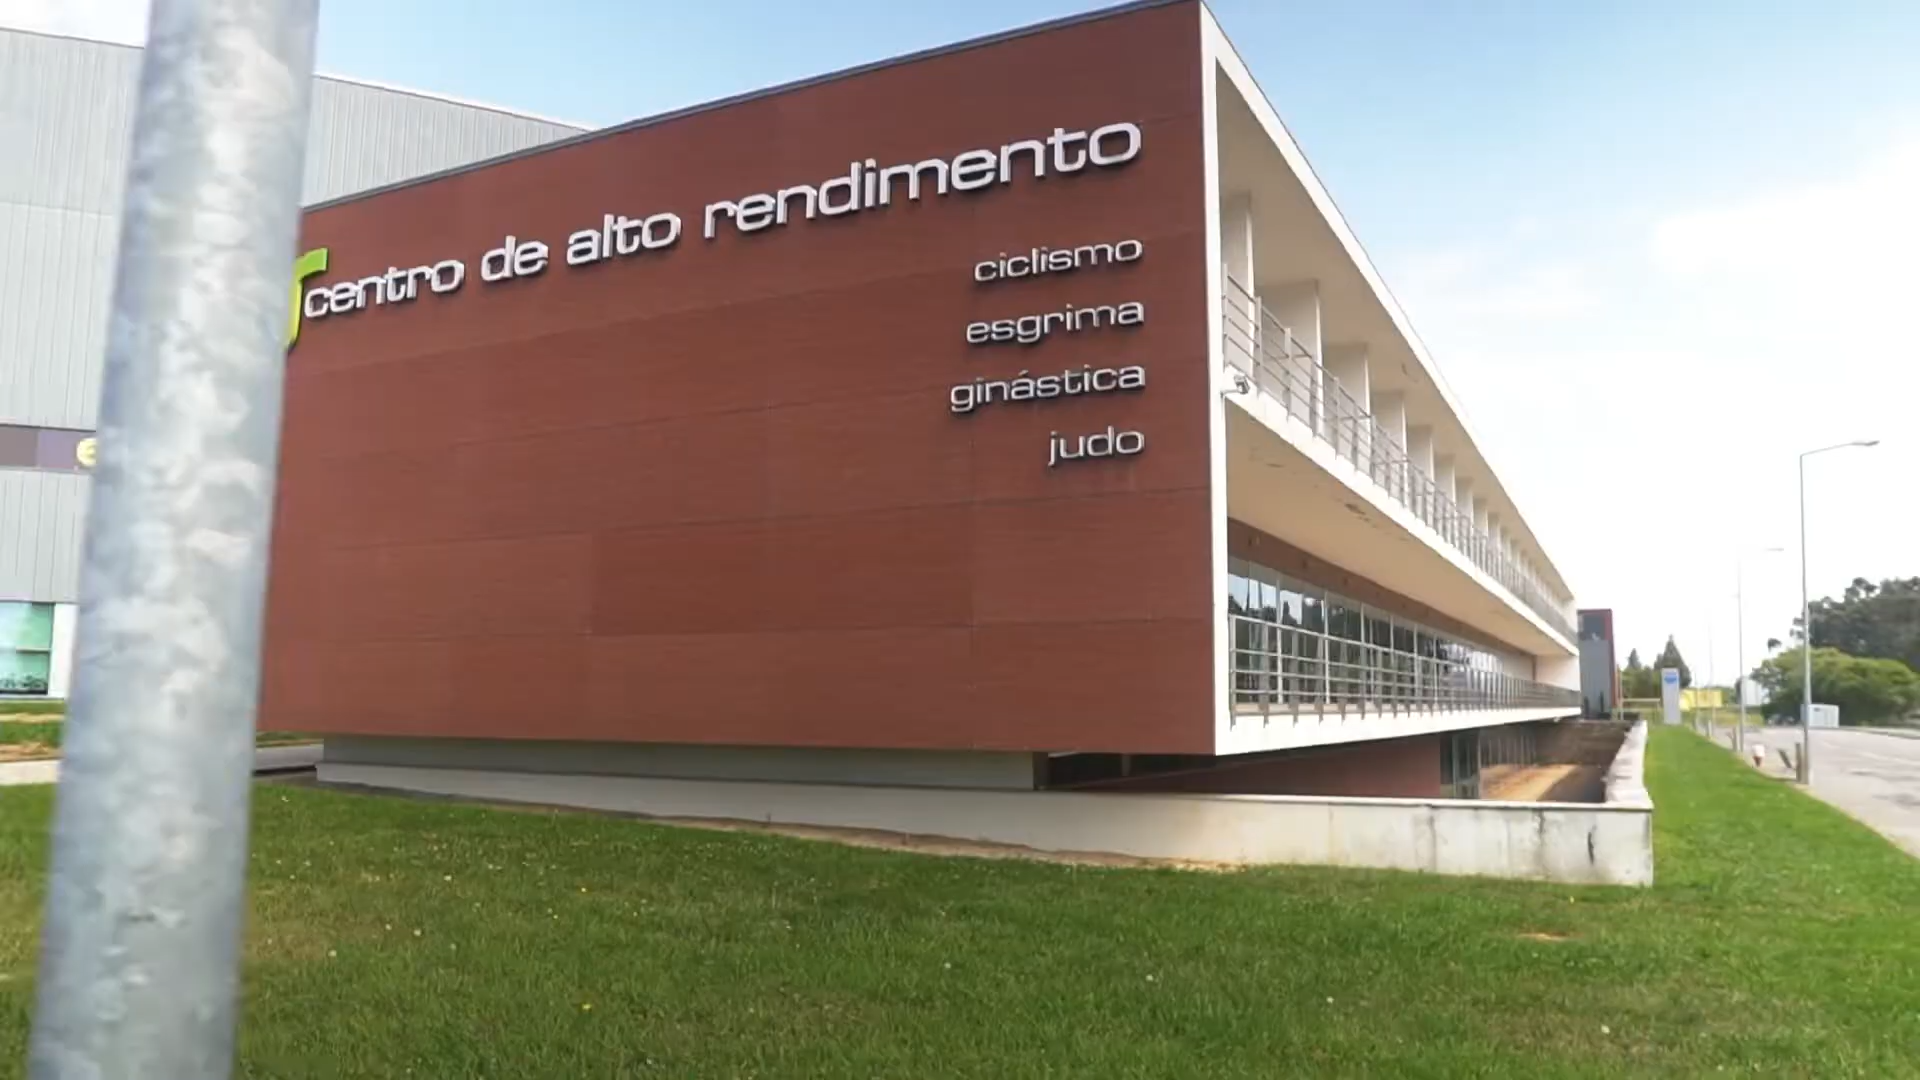 centro de alto rendimento
ciclismo
esgrima
ginástica
judo